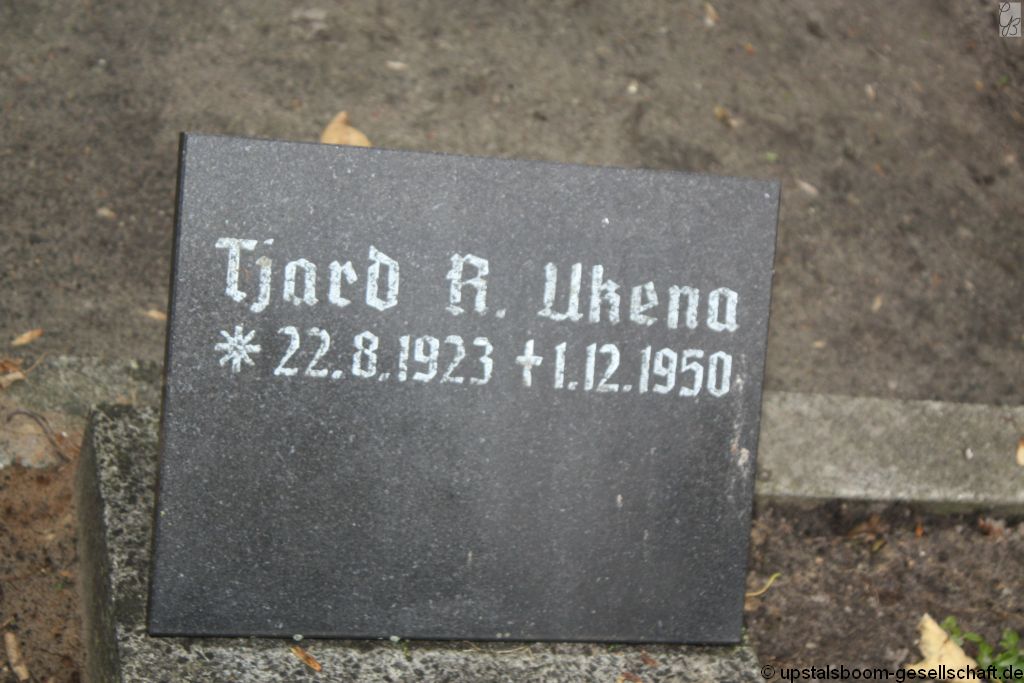 Tjard R. Ukena
* 22.8.1923 † 1.12.1950
© upstalsboom-gesellschaft.de